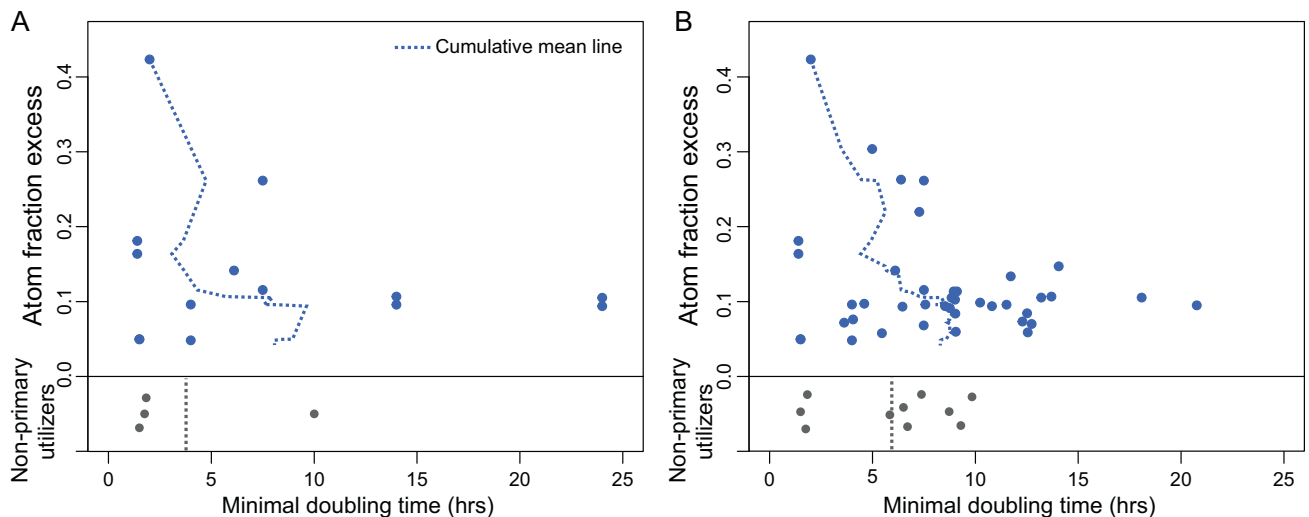 A
Cumulative mean line
Atom fraction excess
0.4
0.3
0.2
0.1
0.0
Non-primary
utilizers
0
5
10
15
20
25
Minimal doubling time (hrs)
B
Atom fraction excess
0.4
0.3
0.2
0.1
0.0
Non-primary
utilizers
0
5
10
15
20
25
Minimal doubling time (hrs)